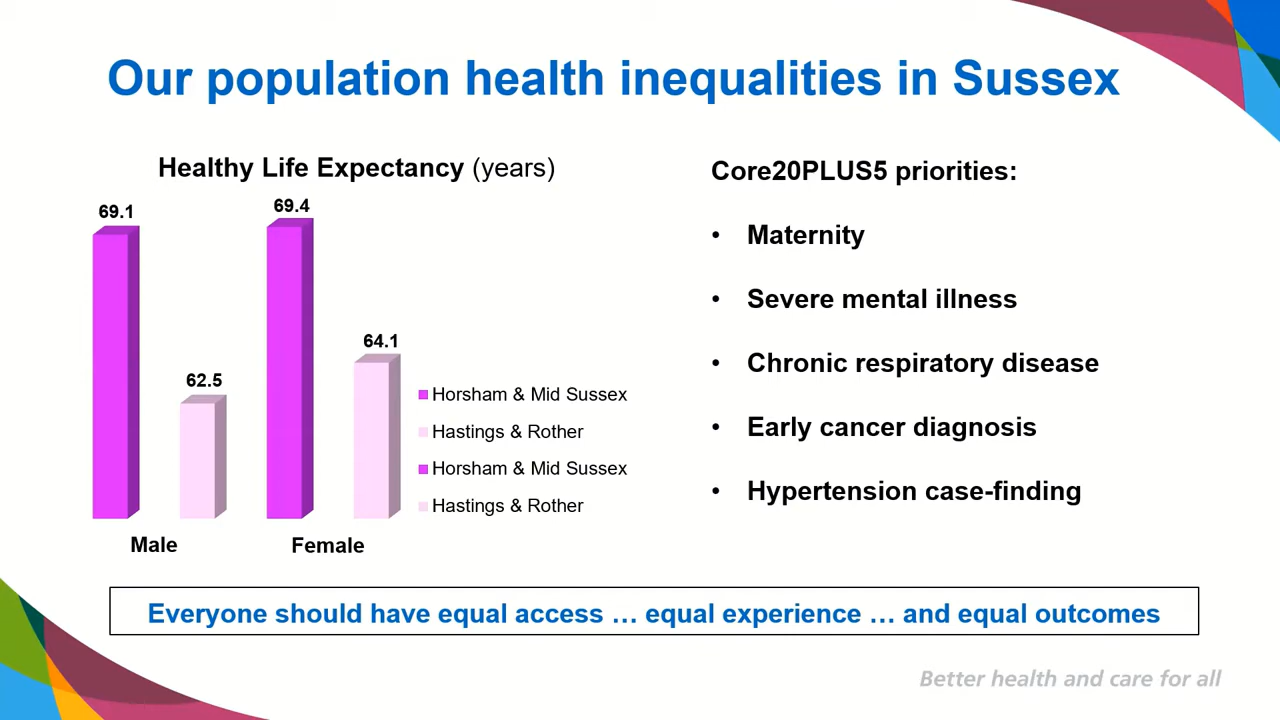 Our population health inequalities in Sussex
Healthy Life Expectancy (years)
69.1
62.5
69.4
64.1
Horsham & Mid Sussex
Hastings & Rother
Horsham & Mid Sussex
Hastings & Rother
Male
Female
Core20PLUS5 priorities:
• Maternity
• Severe mental illness
• Chronic respiratory disease
• Early cancer diagnosis
• Hypertension case-finding
Everyone should have equal access … equal experience … and equal outcomes
Better health and care for all